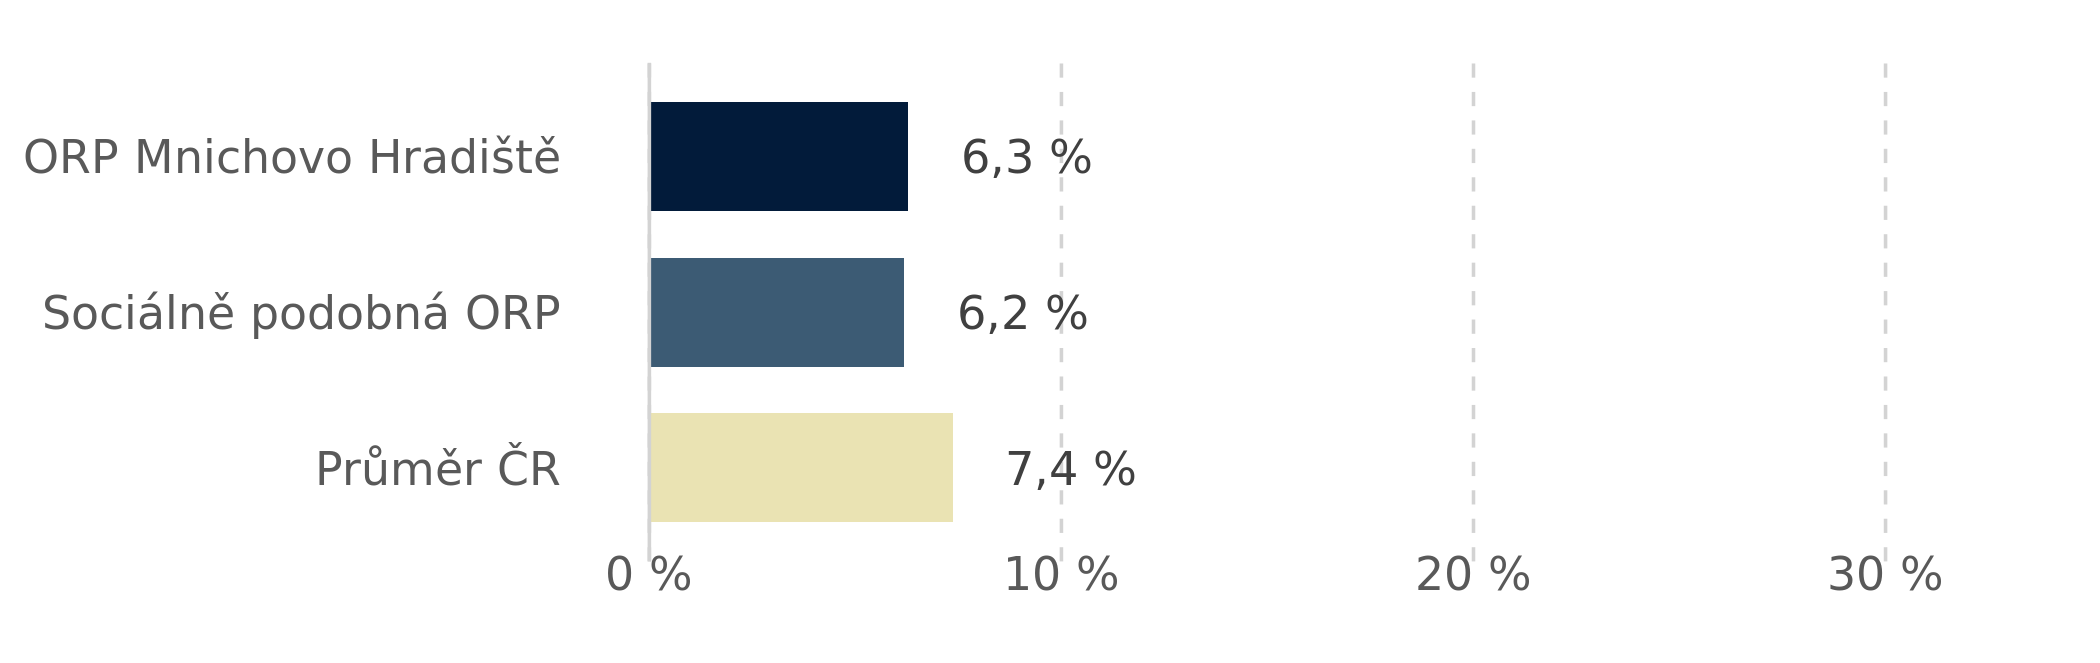 ORP Mnichovo Hradiště 6,3 %
Sociálně podobná ORP 6,2 %
Průměr ČR 7,4 %
0 % 10 % 20 % 30 %